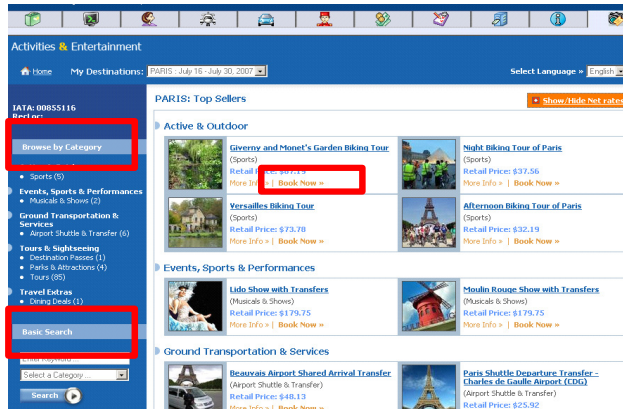 Activities & Entertainment
Home My Destinations: PARIS : July 16 - July 30, 2007
Select Language » English
IATA: 00855116
RecLoc:
Browse by Category
Sports (5)
Events, Sports & Performances
Musicals & Shows (2)
Ground Transportation &
Services
Airport Shuttle & Transfer (6)
Tours & Sightseeing
Destination Passes (1)
Parks & Attractions (4)
Tours (85)
Travel Extras
Dining Deals (1)
Basic Search
Select a Category ...
Search
PARIS: Top Sellers
Show/Hide Net rates
Active & Outdoor
Giverny and Monet's Garden Biking Tour
(Sports)
Retail
More Info » | Book Now »
Night Biking Tour of Paris
(Sports)
Retail Price: $37.56
More Info » | Book Now »
Versailles Biking Tour
(Sports)
Retail Price: $73.78
More Info » | Book Now »
Afternoon Biking Tour of Paris
(Sports)
Retail Price: $32.19
More Info » | Book Now »
Events, Sports & Performances
Lido Show with Transfers
(Musicals & Shows)
Retail Price: $179.75
More Info » | Book Now »
Moulin Rouge Show with Transfers
(Musicals & Shows)
Retail Price: $179.75
More Info » | Book Now »
Ground Transportation & Services
Beauvais Airport Shared Arrival Transfer
(Airport Shuttle & Transfer)
Retail Price: $48.13
More Info » | Book Now »
Paris Shuttle Departure Transfer -
Charles de Gaulle Airport (CDG)
(Airport Shuttle & Transfer)
Retail Price: $25.92